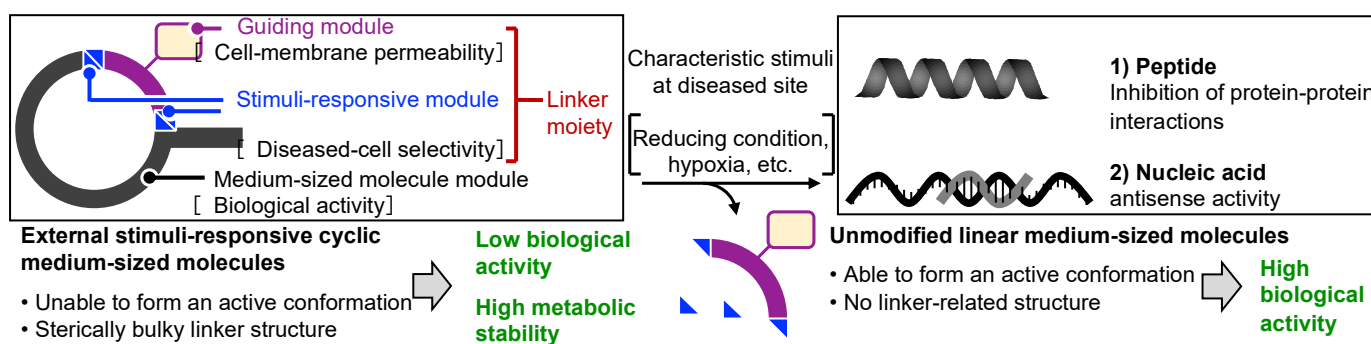 Guiding module
[ Cell-membrane permeability]
Stimuli-responsive module
[ Diseased-cell selectivity]
Medium-sized molecule module
[ Biological activity]
Linker
moiety
Characteristic stimuli
at diseased site
[Reducing condition,
hypoxia, etc.]
1) Peptide
Inhibition of protein-protein
interactions
2) Nucleic acid
antisense activity
External stimuli-responsive cyclic
medium-sized molecules
• Unable to form an active conformation
• Sterically bulky linker structure
Low biological
activity
High metabolic
stability
Unmodified linear medium-sized molecules
• Able to form an active conformation
• No linker-related structure
High
biological
activity